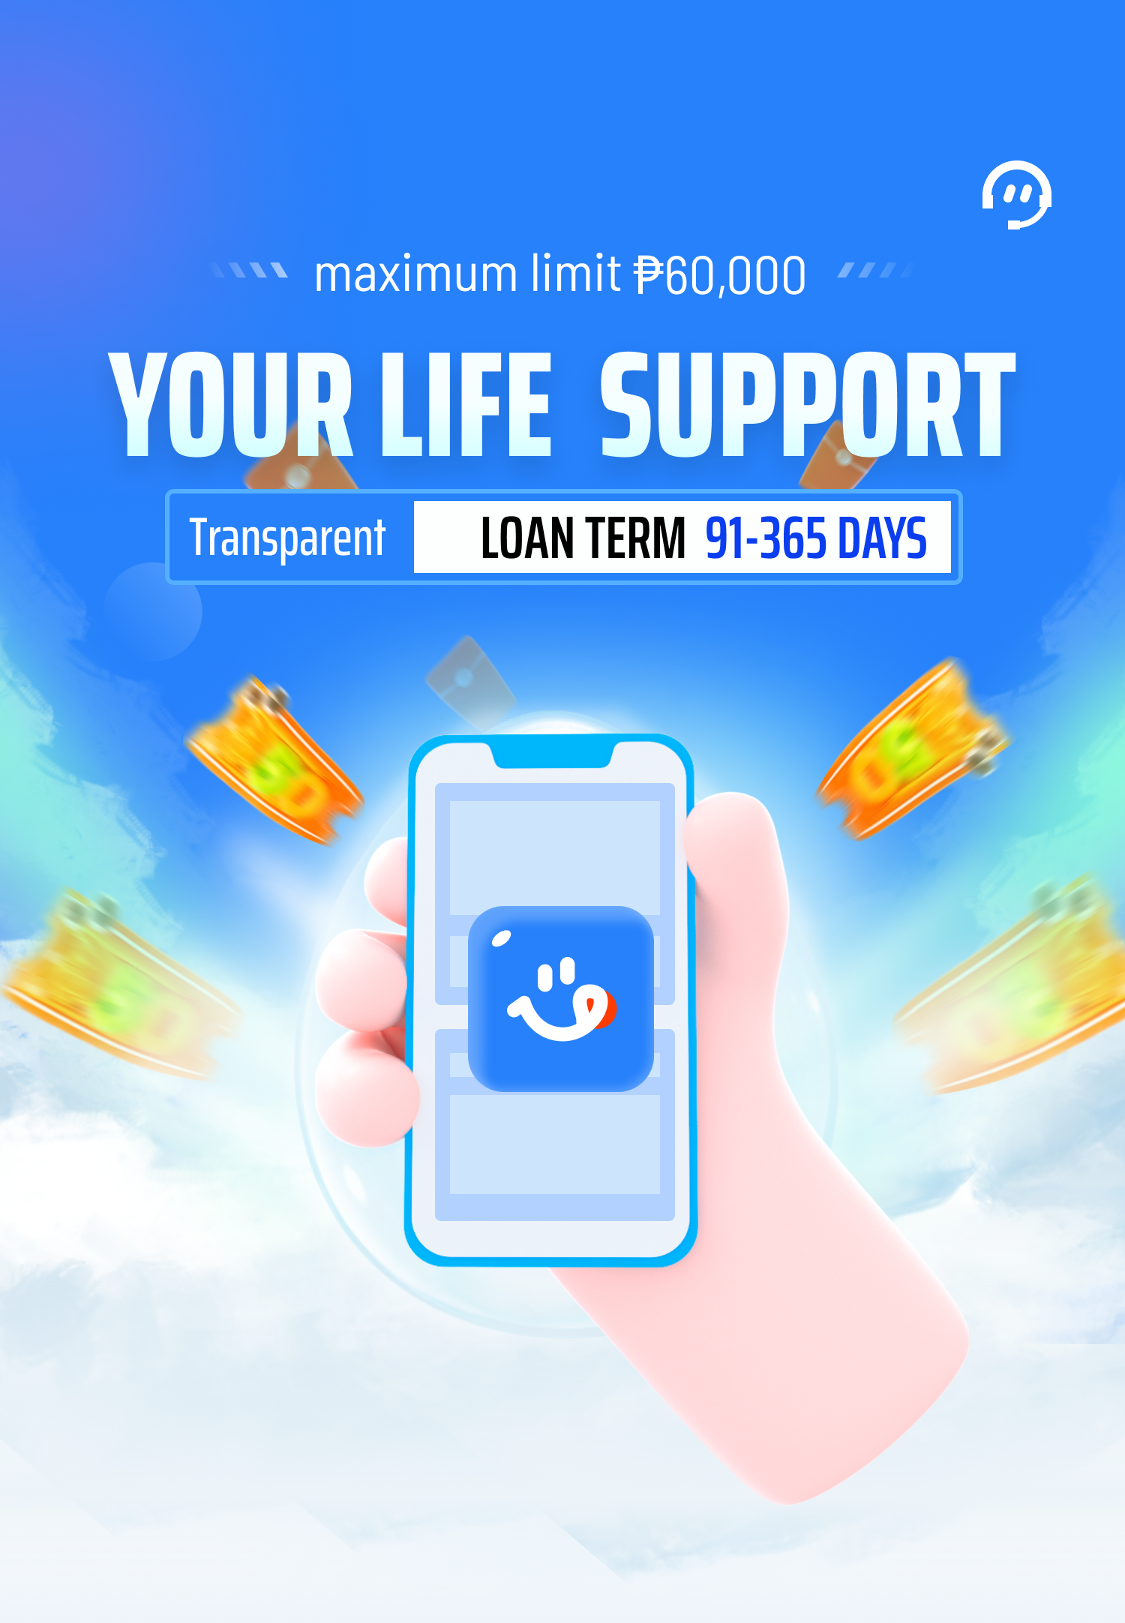 maximum limit ₱60,000
YOUR LIFE SUPPORT
Transparent LOAN TERM 91-365 DAYS